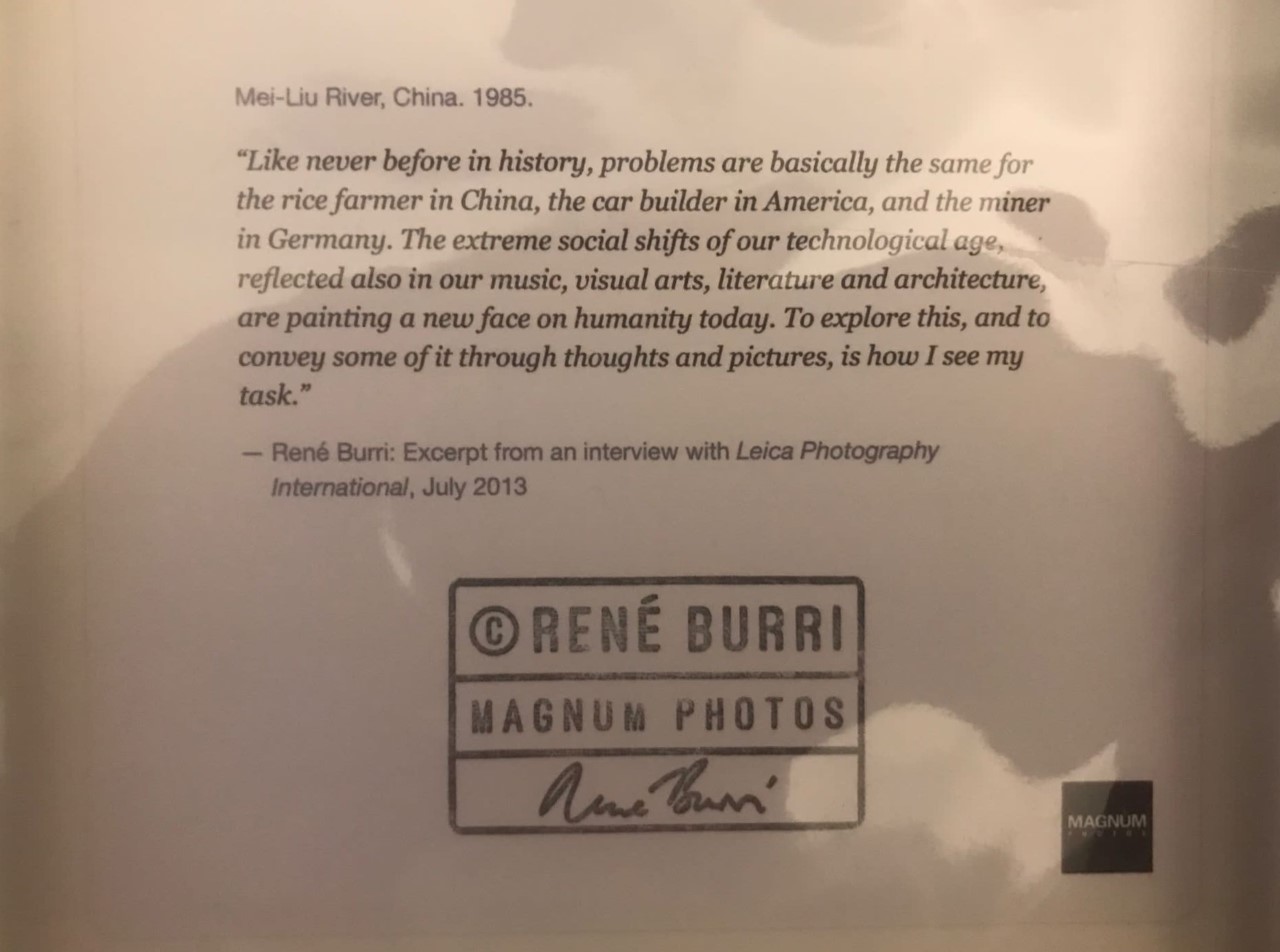 Mei-Liu River, China. 1985.
“Like never before in history, problems are basically the same for
the rice farmer in China, the car builder in America, and the miner
in Germany. The extreme social shifts of our technological age,
reflected also in our music, visual arts, literature and architecture,
are painting a new face on humanity today. To explore this, and to
convey some of it through thoughts and pictures, is how I see my
task.”
— René Burri: Excerpt from an interview with Leica Photography
International, July 2013
© RENÉ BURRI
MAGNUM PHOTOS
René Burri
MAGNUM
PHOTOS